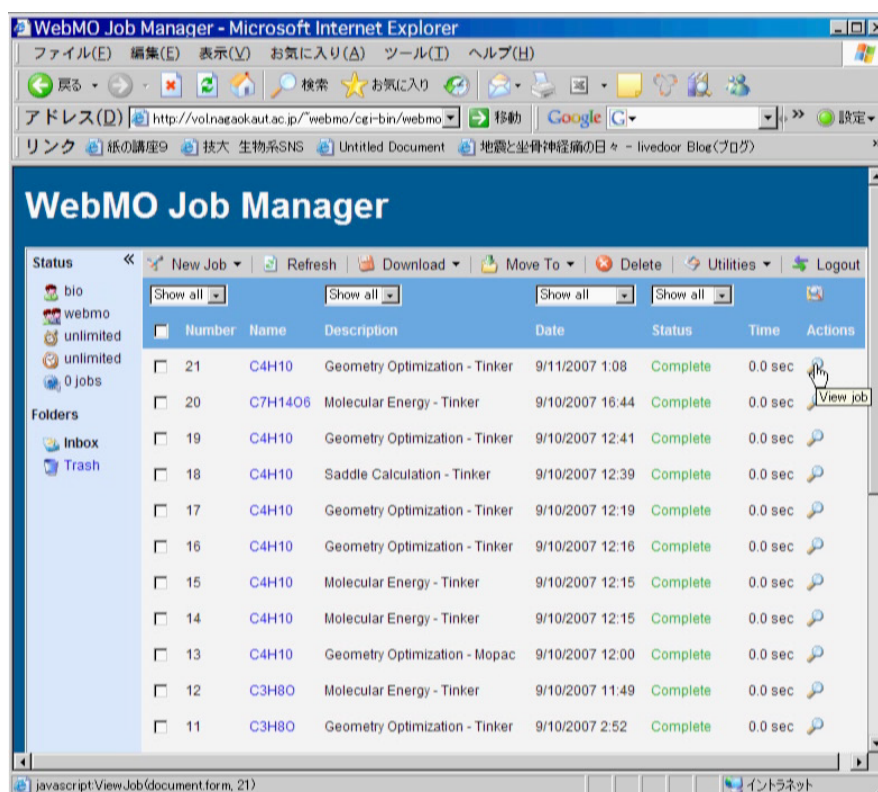 WebMO Job Manager - Microsoft Internet Explorer
ファイル(F) 編集(E) 表示(V) お気に入り(A) ツール(T) ヘルプ(H)
戻る 検索 お気に入り
アドレス(D) http://vol.nagaokaut.ac.jp/~webmo/cgi-bin/webmo 移動 Google G 設定
リンク 紙の講座9 技大 生物系SNS Untitled Document 地震と坐骨神経痛の日々 - livedoor Blog(ブログ)
WebMO Job Manager
Status « New Job Refresh Download Move To Delete Utilities Logout
bio
webmo
unlimited
unlimited
0 jobs
Folders
Inbox
Trash
Show all Show all Show all Show all
Number Name Description Date Status Time Actions
21 C4H10 Geometry Optimization - Tinker 9/11/2007 1:08 Complete 0.0 sec
View job
20 C7H14O6 Molecular Energy - Tinker 9/10/2007 16:44 Complete 0.0 sec
19 C4H10 Geometry Optimization - Tinker 9/10/2007 12:41 Complete 0.0 sec
18 C4H10 Saddle Calculation - Tinker 9/10/2007 12:39 Complete 0.0 sec
17 C4H10 Geometry Optimization - Tinker 9/10/2007 12:19 Complete 0.0 sec
16 C4H10 Geometry Optimization - Tinker 9/10/2007 12:16 Complete 0.0 sec
15 C4H10 Molecular Energy - Tinker 9/10/2007 12:15 Complete 0.0 sec
14 C4H10 Molecular Energy - Tinker 9/10/2007 12:15 Complete 0.0 sec
13 C4H10 Geometry Optimization - Mopac 9/10/2007 12:00 Complete 0.0 sec
12 C3H8O Molecular Energy - Tinker 9/10/2007 11:49 Complete 0.0 sec
11 C3H8O Geometry Optimization - Tinker 9/10/2007 2:52 Complete 0.0 sec
javascript:ViewJob(document.form, 21) イントラネット